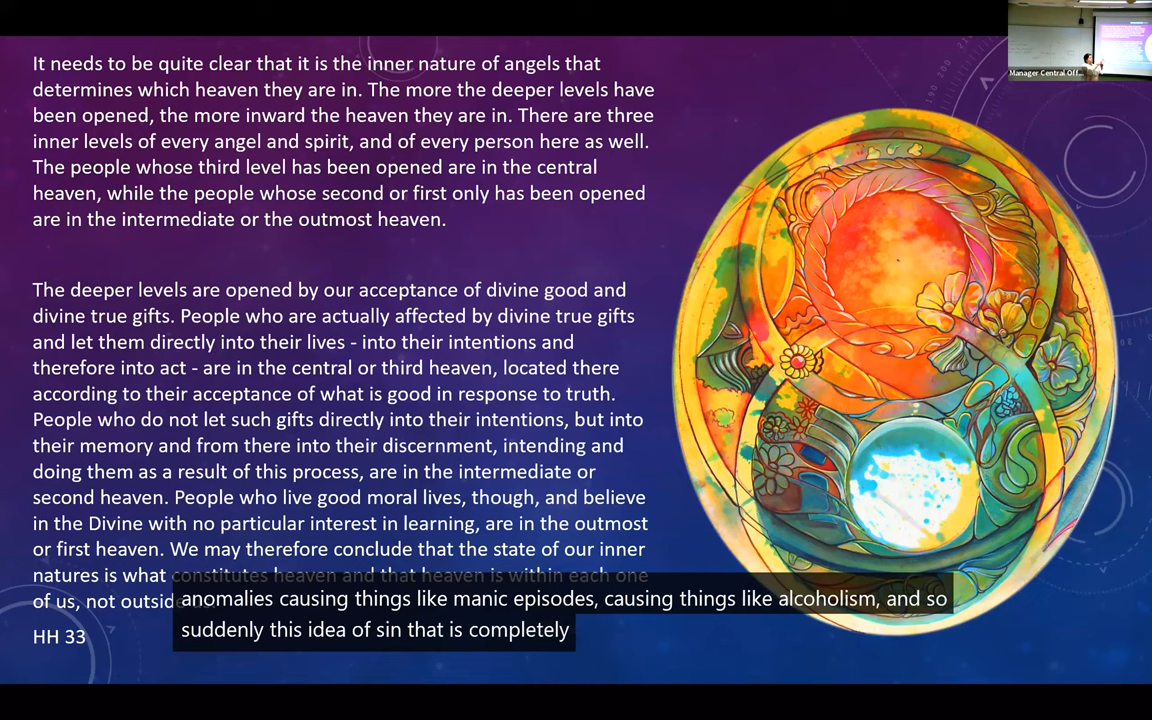 It needs to be quite clear that it is the inner nature of angels that
determines which heaven they are in. The more the deeper levels have
been opened, the more inward the heaven they are in. There are three
inner levels of every angel and spirit, and of every person here as well.
The people whose third level has been opened are in the central
heaven, while the people whose second or first only has been opened
are in the intermediate or the outmost heaven.
The deeper levels are opened by our acceptance of divine good and
divine true gifts. People who are actually affected by divine true gifts
and let them directly into their lives - into their intentions and
therefore into act - are in the central or third heaven, located there
according to their acceptance of what is good in response to truth.
People who do not let such gifts directly into their intentions, but into
their memory and from there into their discernment, intending and
doing them as a result of this process, are in the intermediate or
second heaven. People who live good moral lives, though, and believe
in the Divine with no particular interest in learning, are in the outmost
or first heaven. We may therefore conclude that the state of our inner
natures is what constitutes heaven and that heaven is within each one
of us, not outside
HH 33
anomalies causing things like manic episodes, causing things like alcoholism, and so
suddenly this idea of sin that is completely
Manager Central Off...